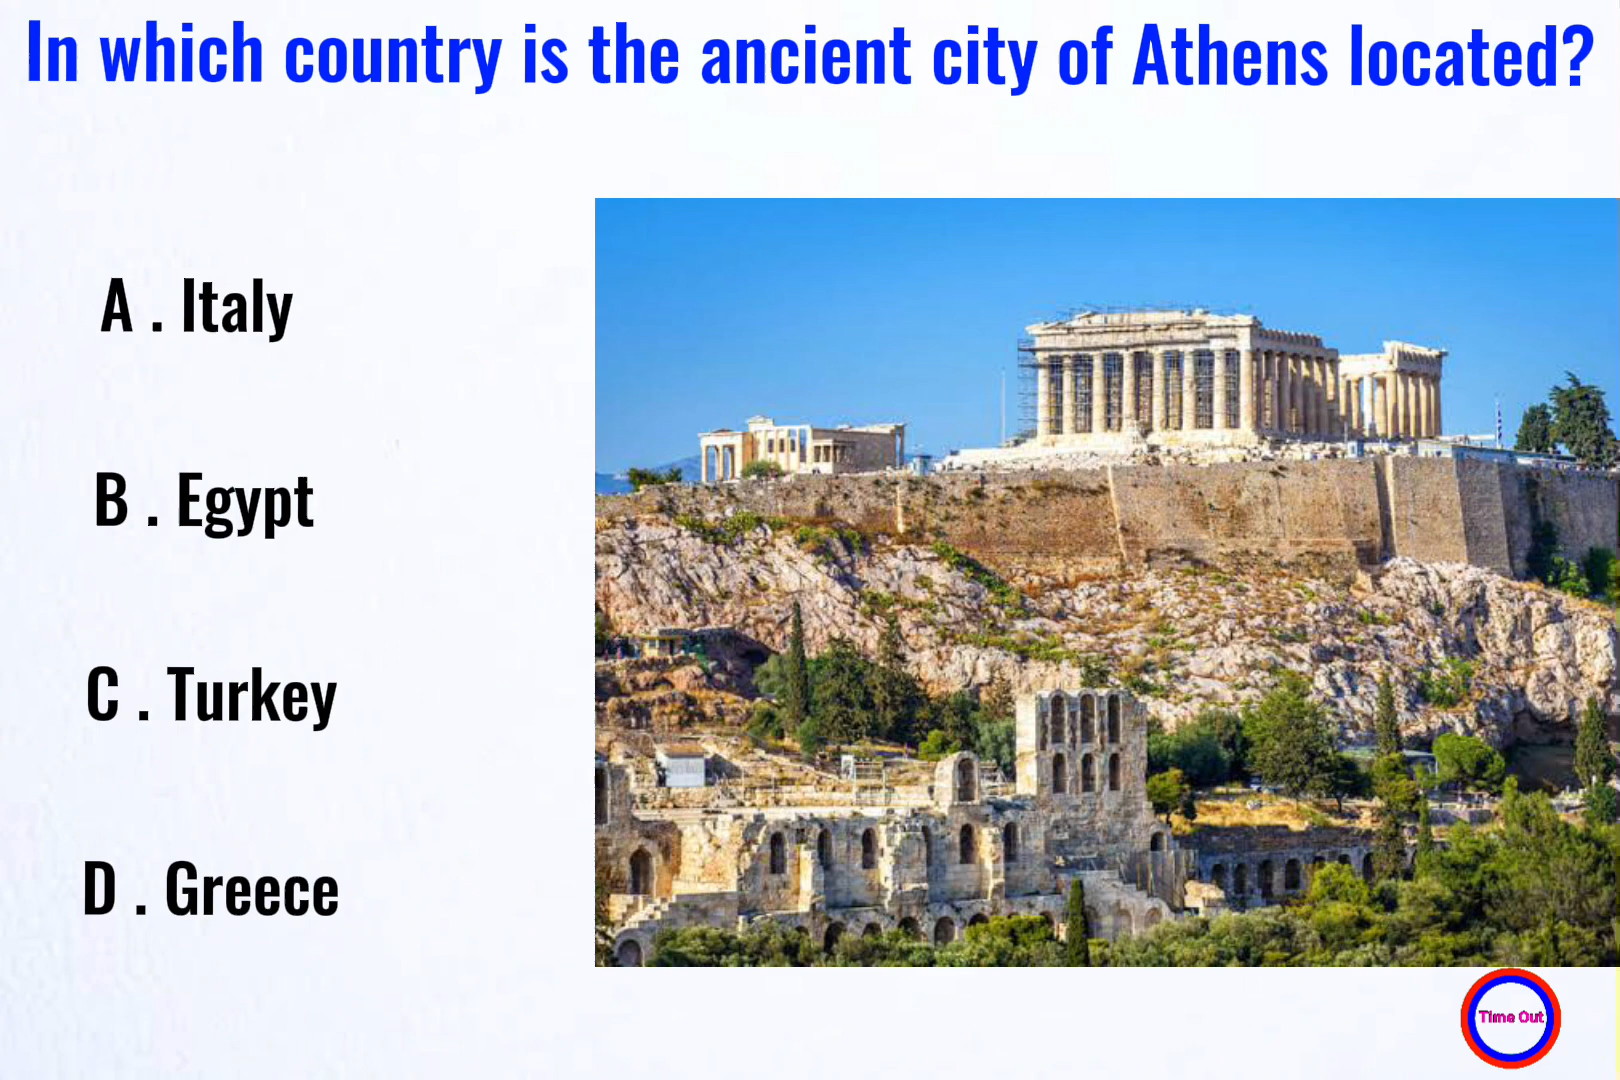 In which country is the ancient city of Athens located?
A . Italy
B . Egypt
C . Turkey
D . Greece
Time Out